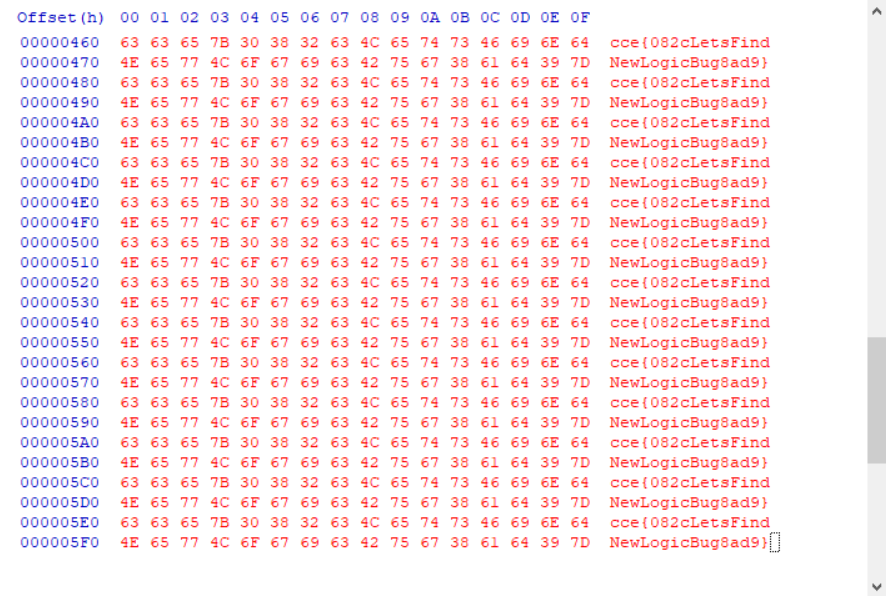 Offset(h) 00 01 02 03 04 05 06 07 08 09 0A 0B 0C 0D 0E 0F
00000460 63 63 65 7B 30 38 32 63 4C 65 74 73 46 69 6E 64 cce{082cLetsFind
00000470 4E 65 77 4C 6F 67 69 63 42 75 67 38 61 64 39 7D NewLogicBug8ad9}
00000480 63 63 65 7B 30 38 32 63 4C 65 74 73 46 69 6E 64 cce{082cLetsFind
00000490 4E 65 77 4C 6F 67 69 63 42 75 67 38 61 64 39 7D NewLogicBug8ad9}
000004A0 63 63 65 7B 30 38 32 63 4C 65 74 73 46 69 6E 64 cce{082cLetsFind
000004B0 4E 65 77 4C 6F 67 69 63 42 75 67 38 61 64 39 7D NewLogicBug8ad9}
000004C0 63 63 65 7B 30 38 32 63 4C 65 74 73 46 69 6E 64 cce{082cLetsFind
000004D0 4E 65 77 4C 6F 67 69 63 42 75 67 38 61 64 39 7D NewLogicBug8ad9}
000004E0 63 63 65 7B 30 38 32 63 4C 65 74 73 46 69 6E 64 cce{082cLetsFind
000004F0 4E 65 77 4C 6F 67 69 63 42 75 67 38 61 64 39 7D NewLogicBug8ad9}
00000500 63 63 65 7B 30 38 32 63 4C 65 74 73 46 69 6E 64 cce{082cLetsFind
00000510 4E 65 77 4C 6F 67 69 63 42 75 67 38 61 64 39 7D NewLogicBug8ad9}
00000520 63 63 65 7B 30 38 32 63 4C 65 74 73 46 69 6E 64 cce{082cLetsFind
00000530 4E 65 77 4C 6F 67 69 63 42 75 67 38 61 64 39 7D NewLogicBug8ad9}
00000540 63 63 65 7B 30 38 32 63 4C 65 74 73 46 69 6E 64 cce{082cLetsFind
00000550 4E 65 77 4C 6F 67 69 63 42 75 67 38 61 64 39 7D NewLogicBug8ad9}
00000560 63 63 65 7B 30 38 32 63 4C 65 74 73 46 69 6E 64 cce{082cLetsFind
00000570 4E 65 77 4C 6F 67 69 63 42 75 67 38 61 64 39 7D NewLogicBug8ad9}
00000580 63 63 65 7B 30 38 32 63 4C 65 74 73 46 69 6E 64 cce{082cLetsFind
00000590 4E 65 77 4C 6F 67 69 63 42 75 67 38 61 64 39 7D NewLogicBug8ad9}
000005A0 63 63 65 7B 30 38 32 63 4C 65 74 73 46 69 6E 64 cce{082cLetsFind
000005B0 4E 65 77 4C 6F 67 69 63 42 75 67 38 61 64 39 7D NewLogicBug8ad9}
000005C0 63 63 65 7B 30 38 32 63 4C 65 74 73 46 69 6E 64 cce{082cLetsFind
000005D0 4E 65 77 4C 6F 67 69 63 42 75 67 38 61 64 39 7D NewLogicBug8ad9}
000005E0 63 63 65 7B 30 38 32 63 4C 65 74 73 46 69 6E 64 cce{082cLetsFind
000005F0 4E 65 77 4C 6F 67 69 63 42 75 67 38 61 64 39 7D NewLogicBug8ad9}